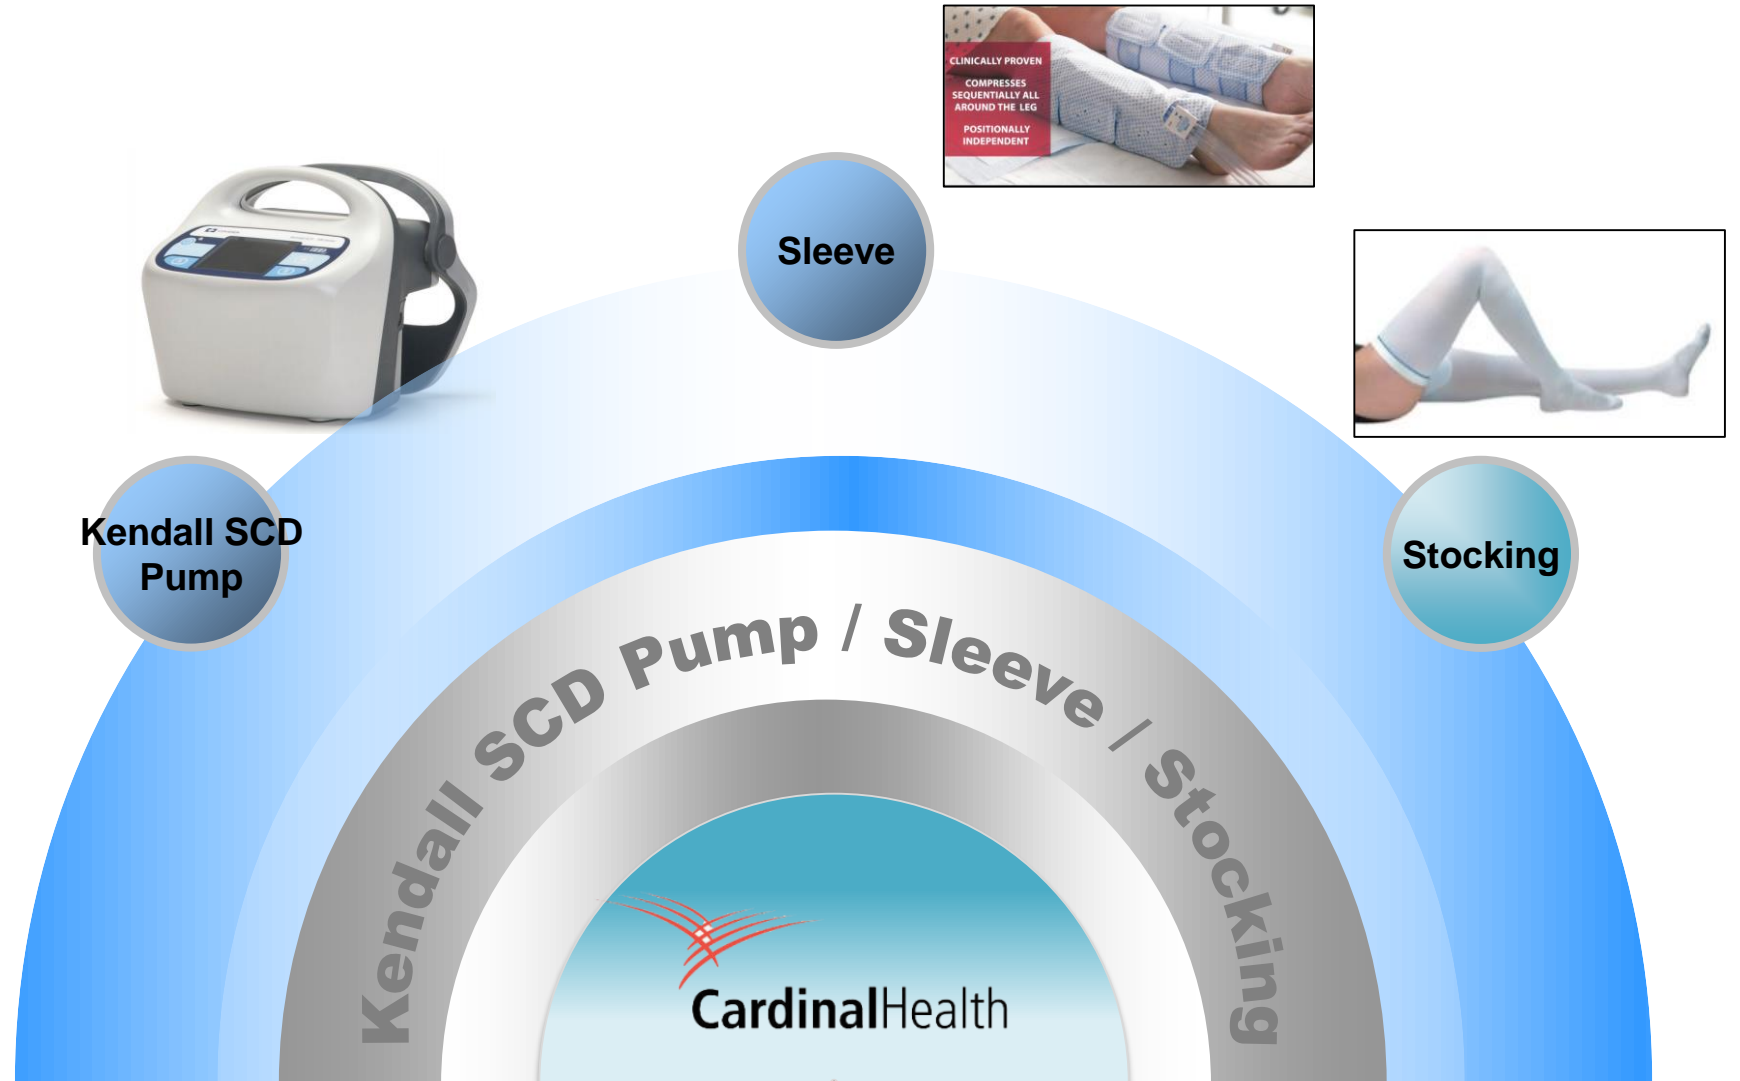 CLINICALLY PROVEN
COMPRESSES
SEQUENTIALLY ALL
AROUND THE LEG
POSITIONALLY
INDEPENDENT
Sleeve
Kendall SCD
Pump
Stocking
Kendall SCD Pump / Sleeve / Stocking
CardinalHealth